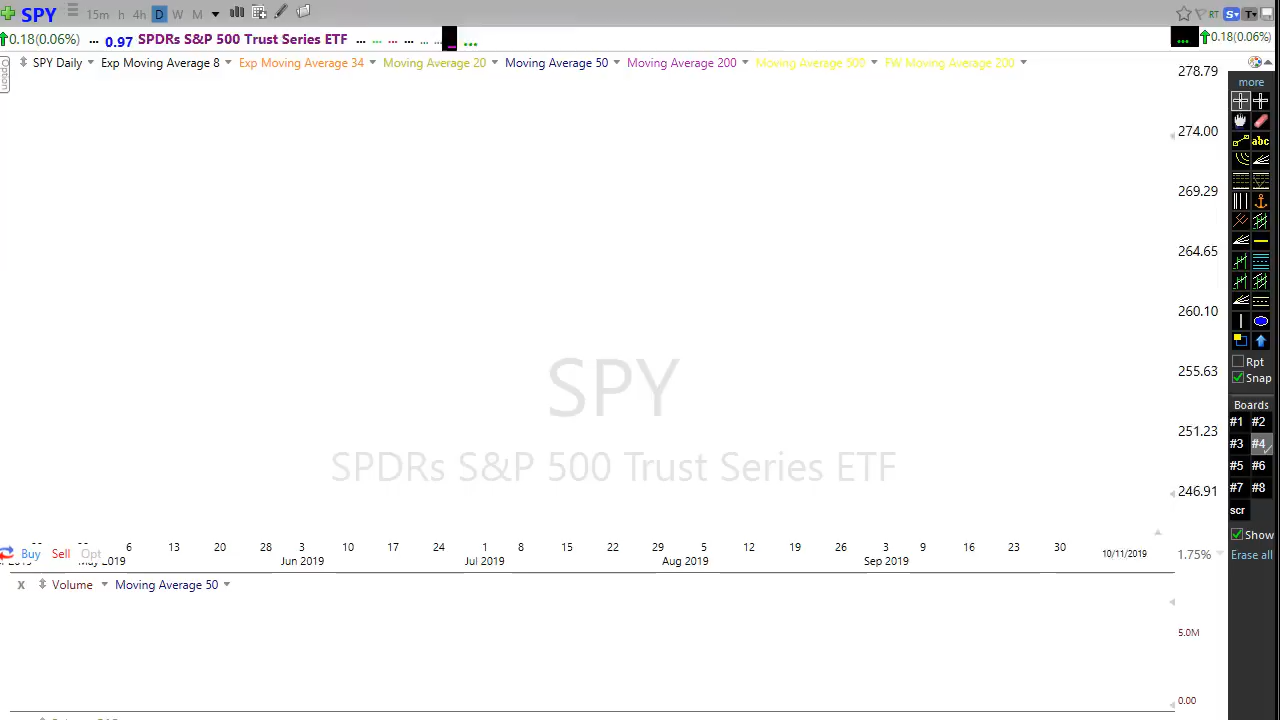 SPY 15m h 4h D W M RT S T
0.18(0.06%) ... 0.97 SPDRs S&P 500 Trust Series ETF ... ... ... ... ... ... ... ... 0.18(0.06%)
Option
SPY Daily Exp Moving Average 8 Exp Moving Average 34 Moving Average 20 Moving Average 50 Moving Average 200 Moving Average 500 FW Moving Average 200
278.79
more
274.00
abc
269.29
264.65
260.10
Rpt
255.63
Snap
SPY
Boards
#1 #2
251.23
#3 #4
SPDRs S&P 500 Trust Series ETF
#5 #6
246.91
#7 #8
scr
Show
6 13 20 28 3 10 17 24 1 8 15 22 29 5 12 19 26 3 9 16 23 30
Buy Sell Opt 10/11/2019 1.75% Erase all
2019 Jun 2019 Jul 2019 Aug 2019 Sep 2019
x Volume Moving Average 50
5.0M
0.00